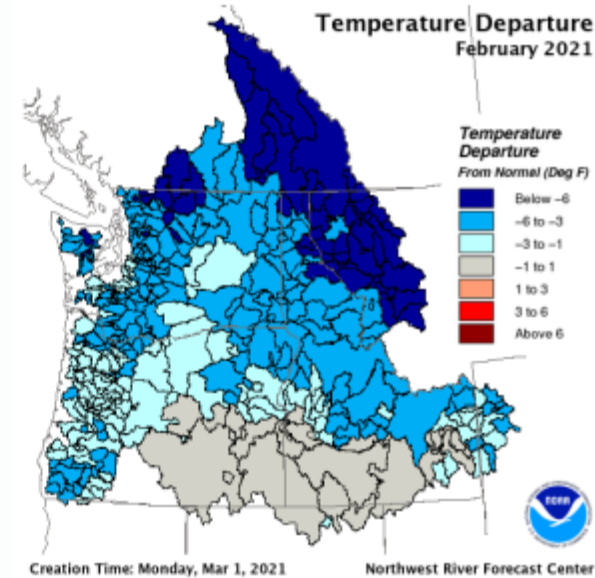 Temperature Departure
February 2021
Temperature
Departure
From Normal (Deg F)
Below -6
-6 to -3
-3 to -1
-1 to 1
1 to 3
3 to 6
Above 6
NOAA
Creation Time: Monday, Mar 1, 2021
Northwest River Forecast Center